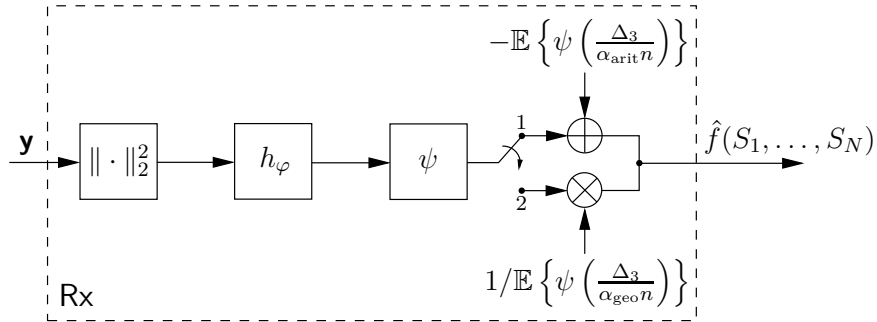 −𝔼 { ψ ( Δ₃ / α_arit n ) }
y
‖ · ‖₂²
h_φ
ψ
1
2
f̂(S₁, . . . , S_N)
1/𝔼 { ψ ( Δ₃ / α_geo n ) }
Rx